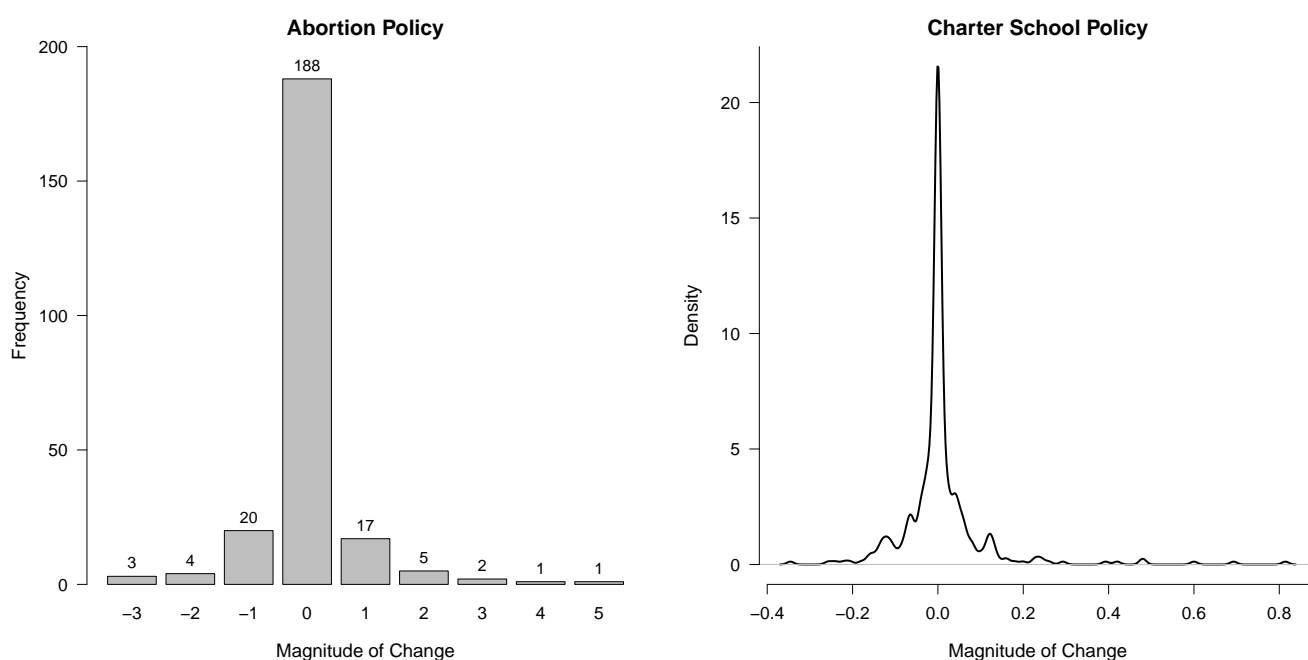 Abortion Policy
Frequency
200
150
100
50
0
3
4
20
188
17
5
2
1
1
−3 −2 −1 0 1 2 3 4 5
Magnitude of Change
Charter School Policy
Density
20
15
10
5
0
−0.4 −0.2 0.0 0.2 0.4 0.6 0.8
Magnitude of Change